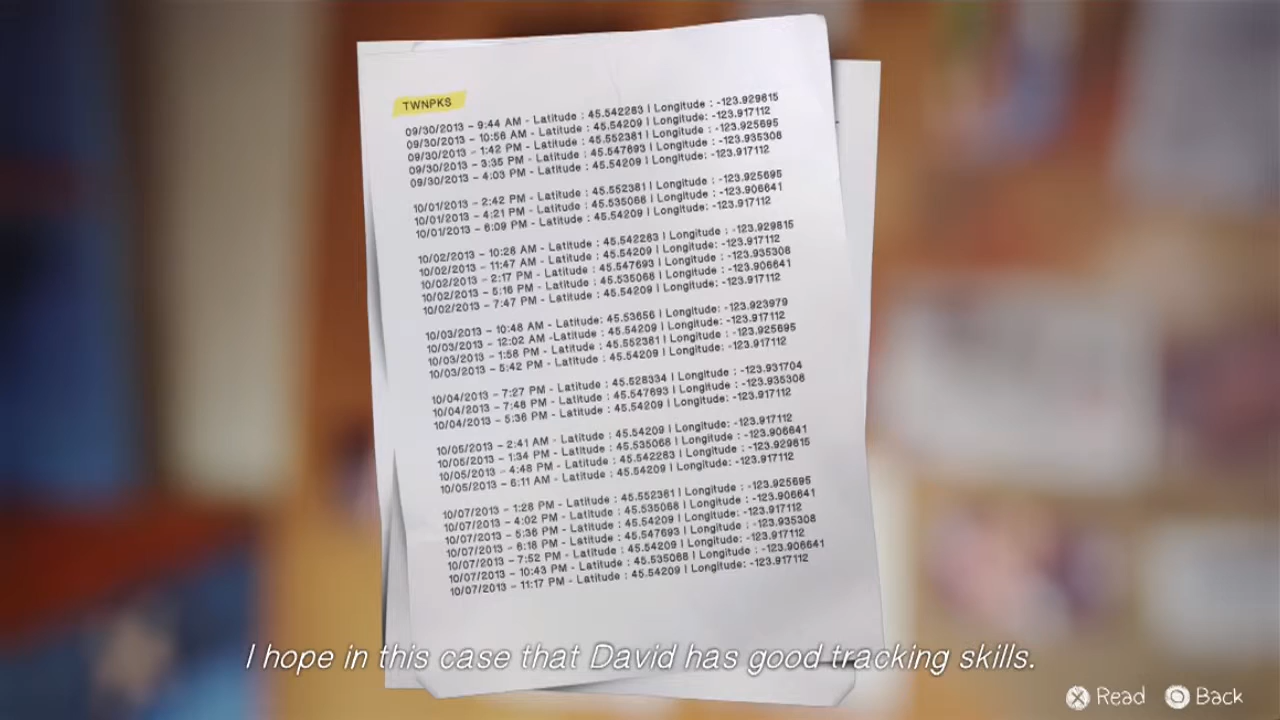 TWNPKS
09/30/2013 - 9:44 AM - Latitude : 45.542283 | Longitude : -123.929815
09/30/2013 - 10:56 AM - Latitude : 45.54209 | Longitude: -123.917112
09/30/2013 - 1:42 PM - Latitude : 45.552381 | Longitude : -123.925695
09/30/2013 - 3:35 PM - Latitude : 45.547693 | Longitude : -123.935308
09/30/2013 - 4:03 PM - Latitude : 45.54209 | Longitude: -123.917112
10/01/2013 - 2:42 PM - Latitude : 45.552381 | Longitude : -123.925695
10/01/2013 - 4:21 PM - Latitude : 45.535068 | Longitude : -123.906641
10/01/2013 - 6:09 PM - Latitude : 45.54209 | Longitude: -123.917112
10/02/2013 - 10:28 AM - Latitude : 45.542283 | Longitude : -123.929815
10/02/2013 - 11:47 AM - Latitude : 45.54209 | Longitude: -123.917112
10/02/2013 - 2:17 PM - Latitude : 45.547693 | Longitude : -123.935308
10/02/2013 - 5:16 PM - Latitude : 45.535068 | Longitude : -123.906641
10/02/2013 - 7:47 PM - Latitude : 45.54209 | Longitude: -123.917112
10/03/2013 - 10:48 AM - Latitude: 45.53656 | Longitude : -123.923979
10/03/2013 - 12:02 AM -Latitude : 45.54209 | Longitude: -123.917112
10/03/2013 - 1:58 PM - Latitude : 45.552381 | Longitude : -123.925695
10/03/2013 - 5:42 PM - Latitude : 45.54209 | Longitude: -123.917112
10/04/2013 - 7:27 PM - Latitude : 45.528334 | Longitude : -123.931704
10/04/2013 - 7:48 PM - Latitude : 45.547693 | Longitude : -123.935308
10/04/2013 - 5:36 PM - Latitude : 45.54209 | Longitude: -123.917112
10/05/2013 - 2:41 AM - Latitude : 45.54209 | Longitude: -123.917112
10/05/2013 - 1:34 PM - Latitude : 45.535068 | Longitude : -123.906641
10/05/2013 - 4:48 PM - Latitude : 45.542283 | Longitude : -123.929815
10/05/2013 - 6:11 AM - Latitude : 45.54209 | Longitude: -123.917112
10/07/2013 - 1:28 PM - Latitude : 45.552381 | Longitude : -123.925695
10/07/2013 - 4:02 PM - Latitude : 45.535068 | Longitude : -123.906641
10/07/2013 - 5:36 PM - Latitude : 45.54209 | Longitude: -123.917112
10/07/2013 - 6:18 PM - Latitude : 45.547693 | Longitude : -123.935308
10/07/2013 - 7:52 PM - Latitude : 45.54209 | Longitude: -123.917112
10/07/2013 - 10:43 PM - Latitude : 45.535068 | Longitude : -123.906641
10/07/2013 - 11:17 PM - Latitude : 45.54209 | Longitude: -123.917112
I hope in this case that David has good tracking skills.
Read Back